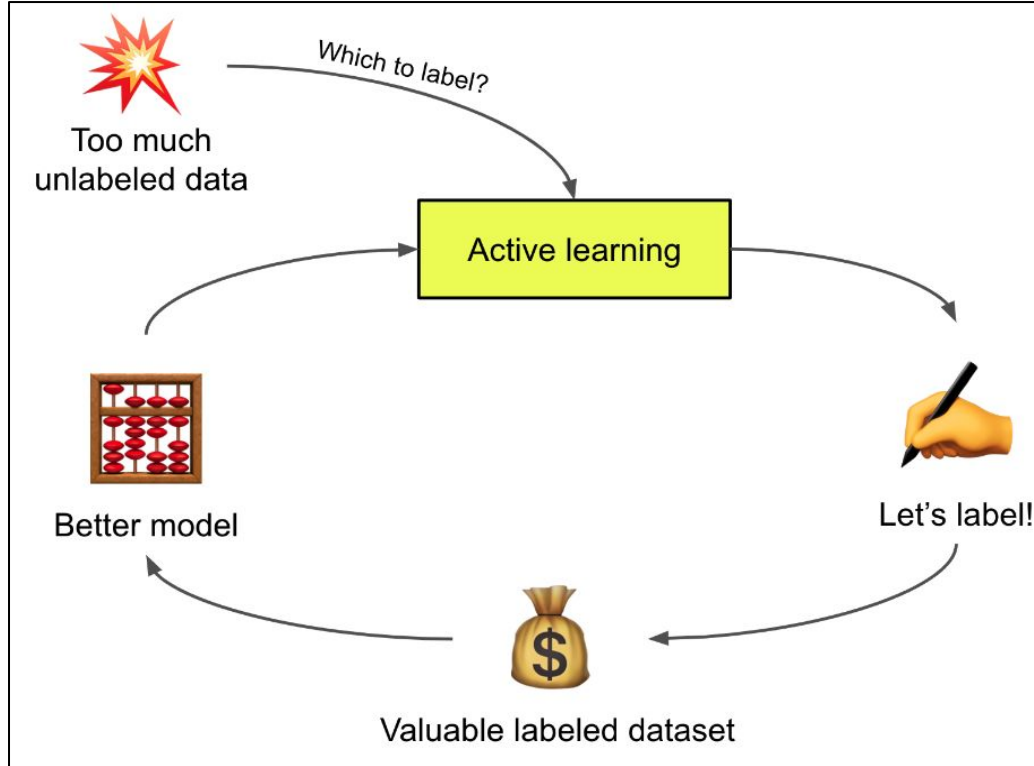 Which to label?
Too much
unlabeled data
Active learning
Better model
Let’s label!
$
Valuable labeled dataset